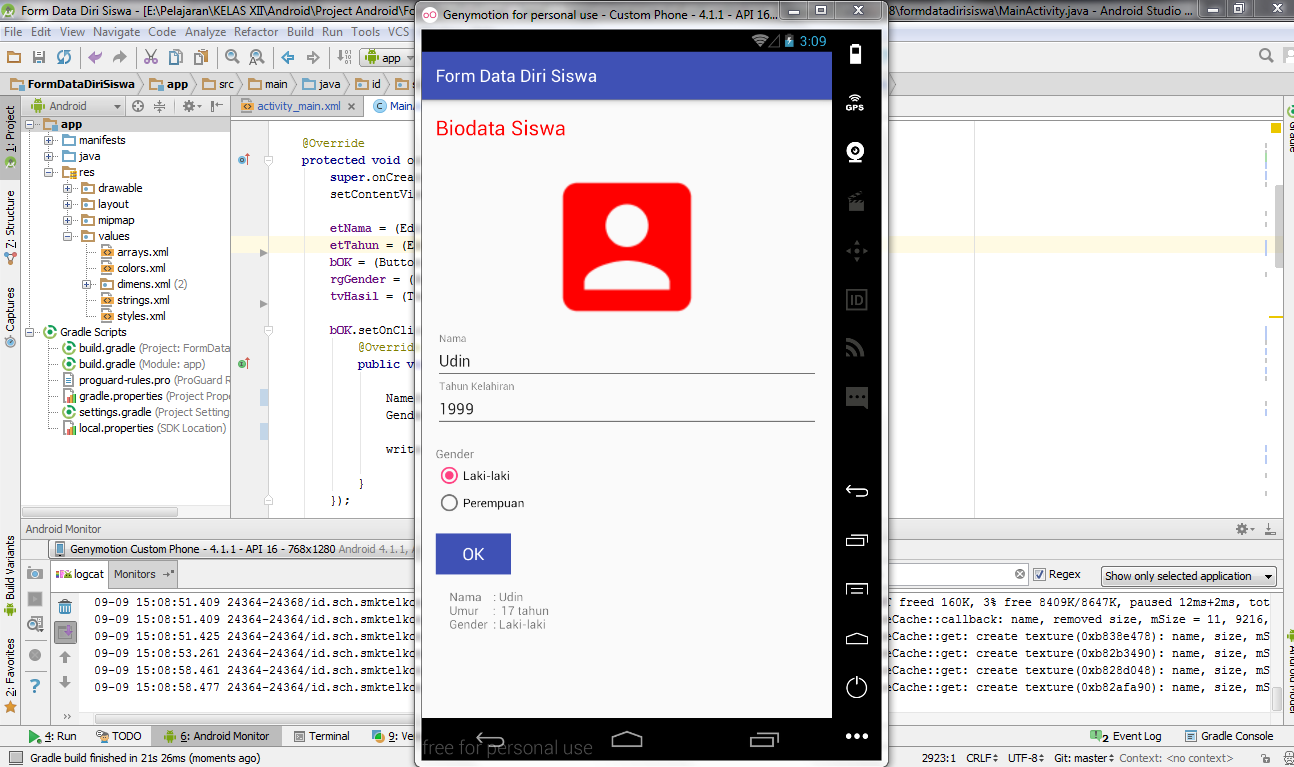 Form Data Diri Siswa - [E:\Pelajaran\KELAS XII\Android\Project Android\For
8\formdatadirisiswa\MainActivity.java - Android Studio ...
Genymotion for personal use - Custom Phone - 4.1.1 - API 16...
File Edit View Navigate Code Analyze Refactor Build Run Tools VCS
app
FormDataDiriSiswa app src main java id
Android
activity_main.xml
Main
1: Project
Z: Structure
Captures
Build Variants
2: Favorites
app
manifests
java
res
drawable
layout
mipmap
values
arrays.xml
colors.xml
dimens.xml (2)
strings.xml
styles.xml
Gradle Scripts
build.gradle (Project: FormData
build.gradle (Module: app)
proguard-rules.pro (ProGuard R
gradle.properties (Project Prope
settings.gradle (Project Setting
local.properties (SDK Location)
@Override
protected void o
super.onCrea
setContentVi
etNama = (Ed
etTahun = (E
bOK = (Butto
rgGender = (
tvHasil = (T
bOK.setOnCli
@Override
public v
Name
Gend
writ
}
});
3:09
Form Data Diri Siswa
Biodata Siswa
Nama
Udin
Tahun Kelahiran
1999
Gender
Laki-laki
Perempuan
OK
Nama : Udin
Umur : 17 tahun
Gender : Laki-laki
free for personal use
GPS
ID
Gradle
Android Model
Android Monitor
Genymotion Custom Phone - 4.1.1 - API 16 - 768x1280 Android 4.1.1,
logcat Monitors
Regex
Show only selected application
09-09 15:08:51.409 24364-24368/id.sch.smktelko
09-09 15:08:51.409 24364-24364/id.sch.smktelko
09-09 15:08:51.425 24364-24364/id.sch.smktelko
09-09 15:08:53.261 24364-24364/id.sch.smktelko
09-09 15:08:58.461 24364-24364/id.sch.smktelko
09-09 15:08:58.477 24364-24364/id.sch.smktelko
C freed 160K, 3% free 8409K/8647K, paused 12ms+2ms, tot
eCache::callback: name, removed size, mSize = 11, 9216,
eCache::get: create texture(0xb838e478): name, size, mS
eCache::get: create texture(0xb82b3490): name, size, mS
eCache::get: create texture(0xb828d048): name, size, mS
eCache::get: create texture(0xb82afa90): name, size, mS
4: Run TODO 6: Android Monitor Terminal 9: Ve
2 Event Log Gradle Console
Gradle build finished in 21s 26ms (moments ago)
2923:1 CRLF UTF-8 Git: master Context: <no context>